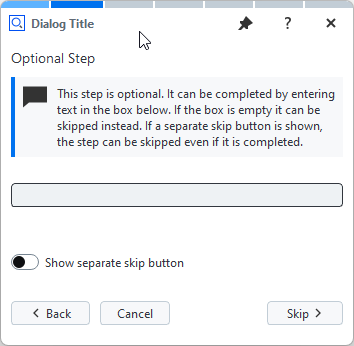 Dialog Title
?
Optional Step
This step is optional. It can be completed by entering
text in the box below. If the box is empty it can be
skipped instead. If a separate skip button is shown,
the step can be skipped even if it is completed.
Show separate skip button
Back
Cancel
Skip